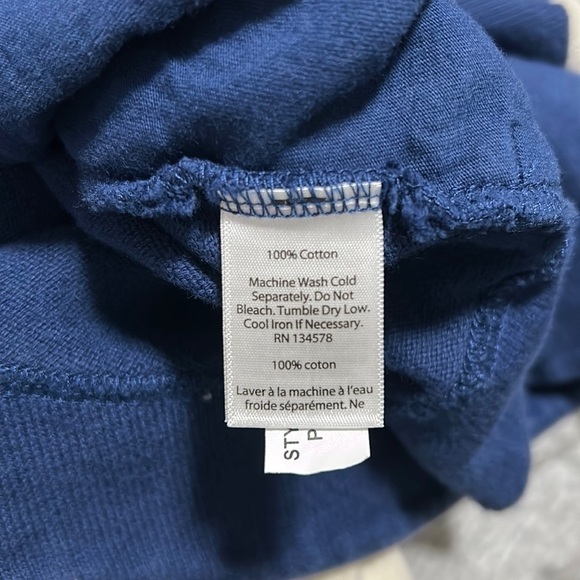 100% Cotton
Machine Wash Cold
Separately. Do Not
Bleach. Tumble Dry Low.
Cool Iron If Necessary.
RN 134578
100% coton
Laver à la machine à l'eau
froide séparément. Ne
STY
P